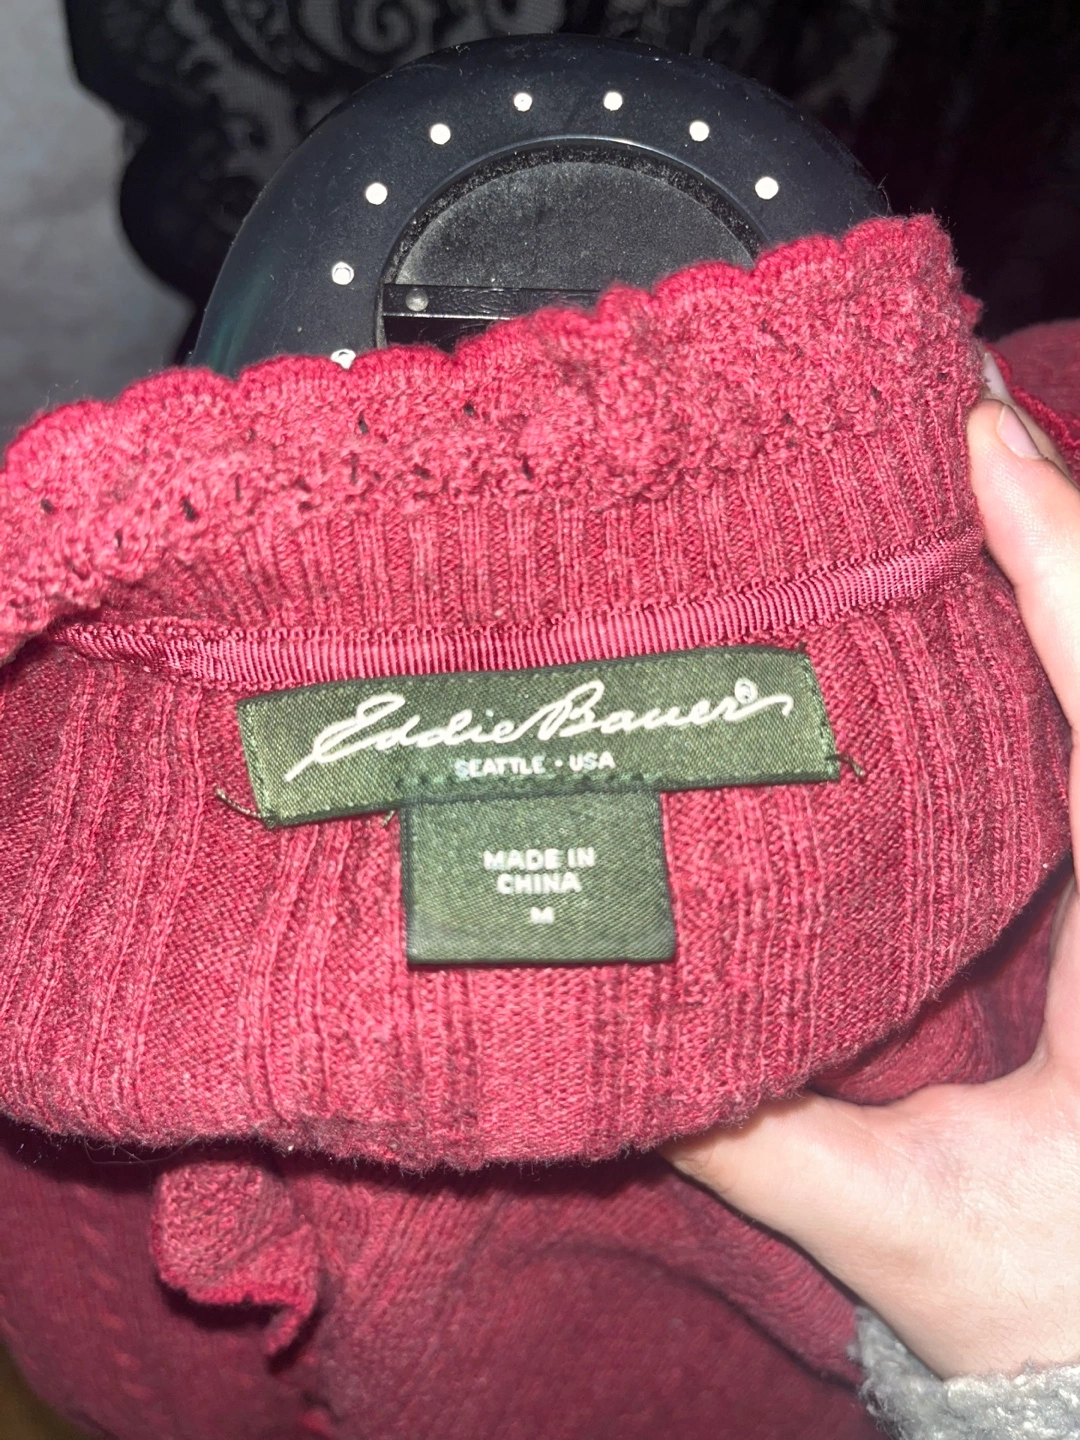 Eddie Bauer®
SEATTLE • USA
MADE IN
CHINA
M